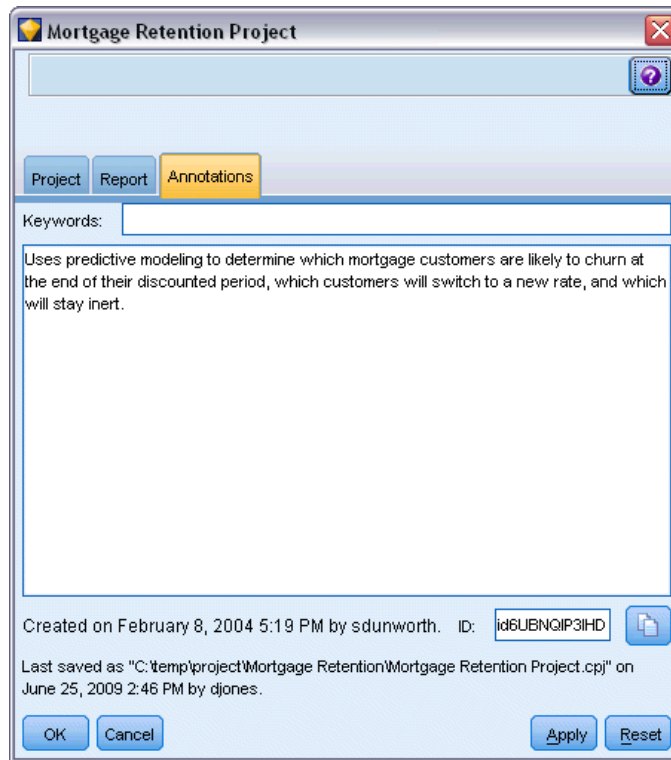 Mortgage Retention Project
Project Report Annotations
Keywords:
Uses predictive modeling to determine which mortgage customers are likely to churn at
the end of their discounted period, which customers will switch to a new rate, and which
will stay inert.
Created on February 8, 2004 5:19 PM by sdunworth. ID: id6UBNQIP3IHD
Last saved as "C:\temp\project\Mortgage Retention\Mortgage Retention Project.cpj" on
June 25, 2009 2:46 PM by djones.
OK Cancel Apply Reset